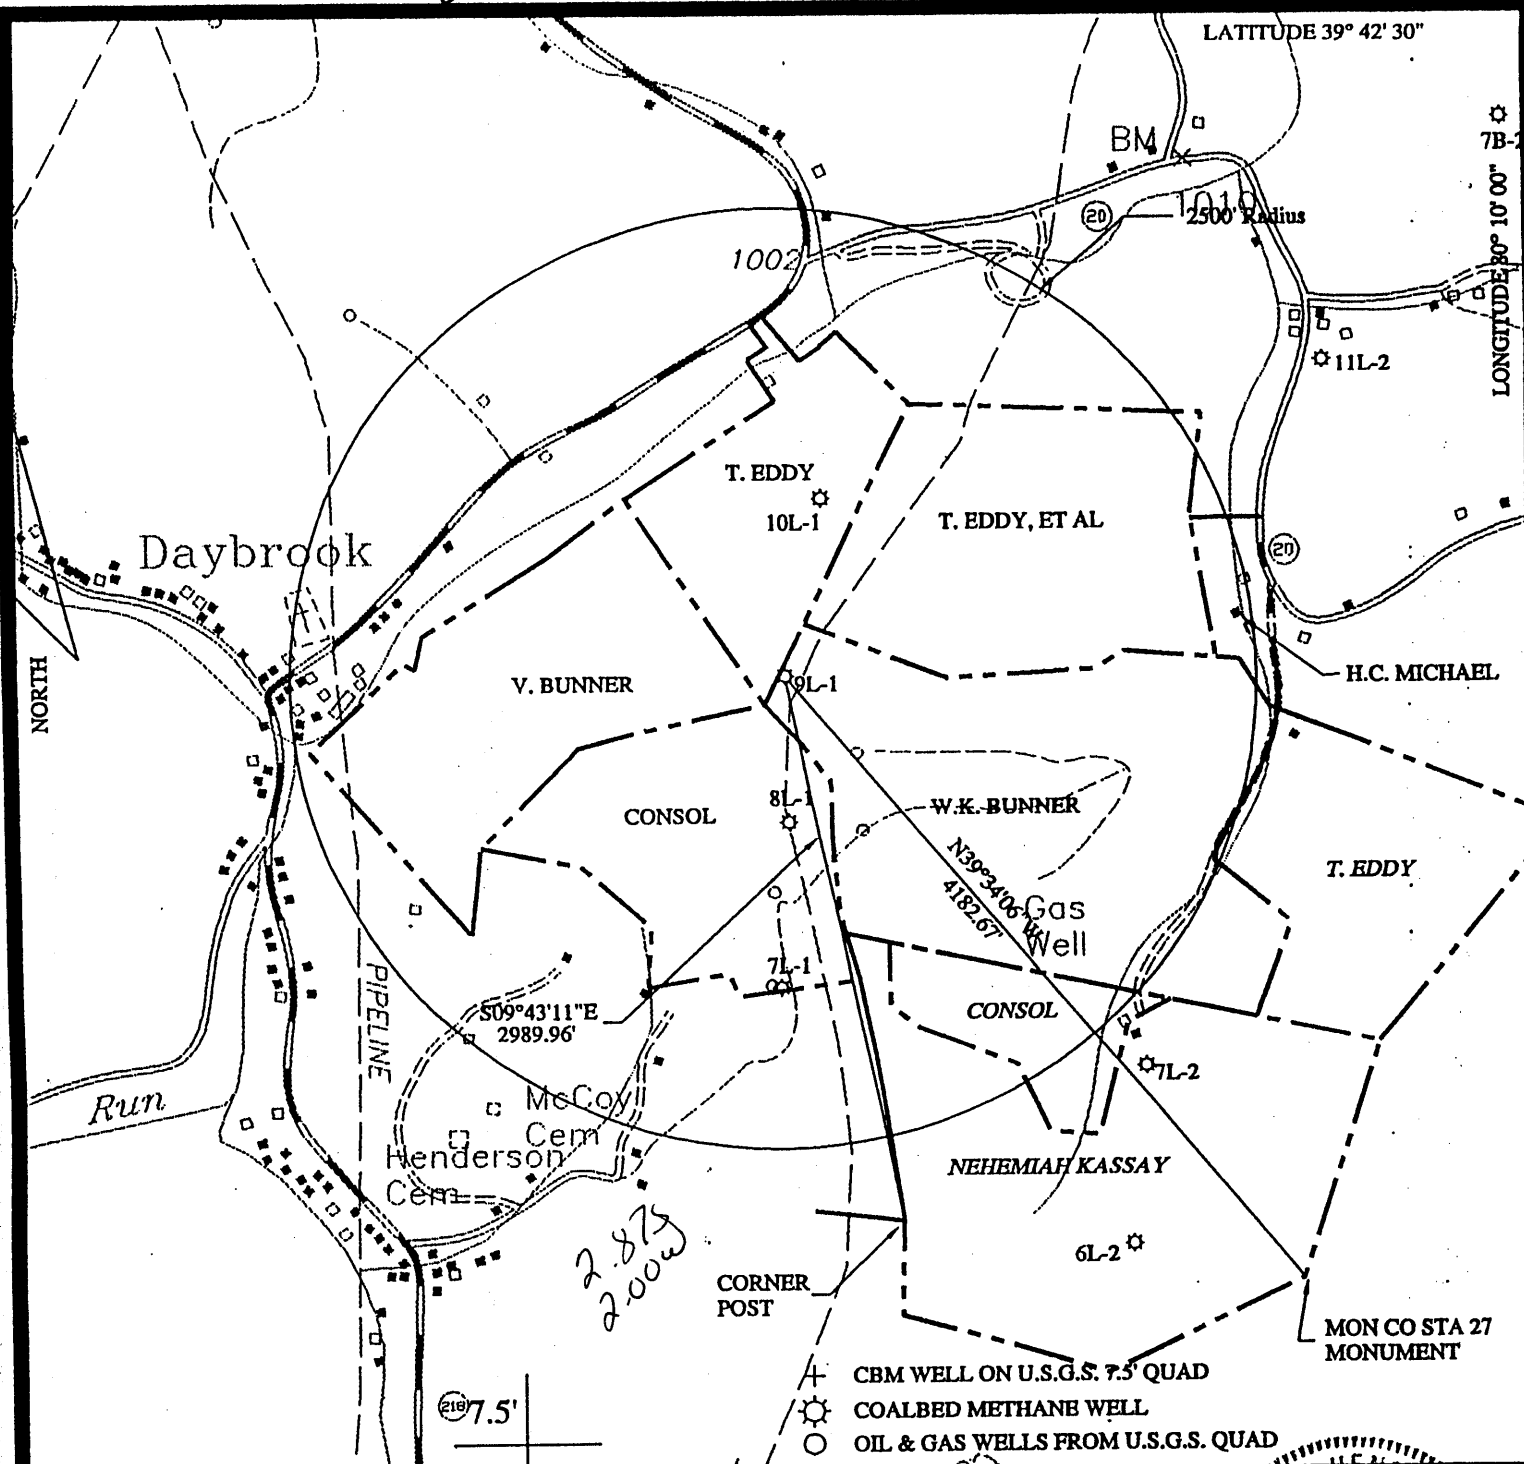 LATITUDE 39° 42' 30"
BM
7B-2
LONGITUDE 80° 10' 00"
20
1010
2500' Radius
1002
11L-2
T. EDDY
10L-1
T. EDDY, ET AL
Daybrook
20
NORTH
V. BUNNER
9L-1
H.C. MICHAEL
8L-1
CONSOL
W.K. BUNNER
N39°34'06"W
4182.67'
T. EDDY
Gas
Well
PIPELINE
7L-1
S09°43'11"E
2989.96'
CONSOL
7L-2
Run
McCoy
Cem
Henderson
Cem
NEHEMIAH KASSAY
2.875
2.00w
6L-2
CORNER
POST
MON CO STA 27
MONUMENT
CBM WELL ON U.S.G.S. 7.5' QUAD
218
7.5'
COALBED METHANE WELL
OIL & GAS WELLS FROM U.S.G.S. QUAD